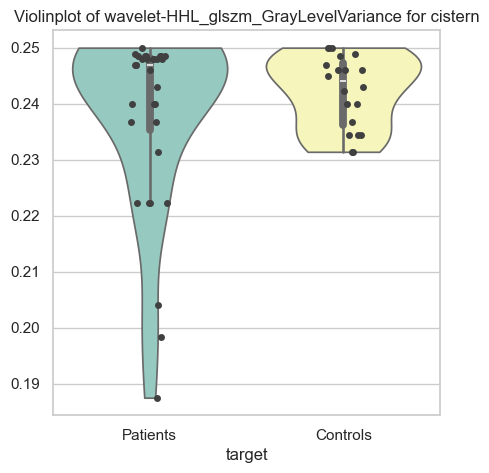 Violinplot of wavelet-HHL_glszm_GrayLevelVariance for cistern
0.25
0.24
0.23
0.22
0.21
0.20
0.19
Patients
Controls
target